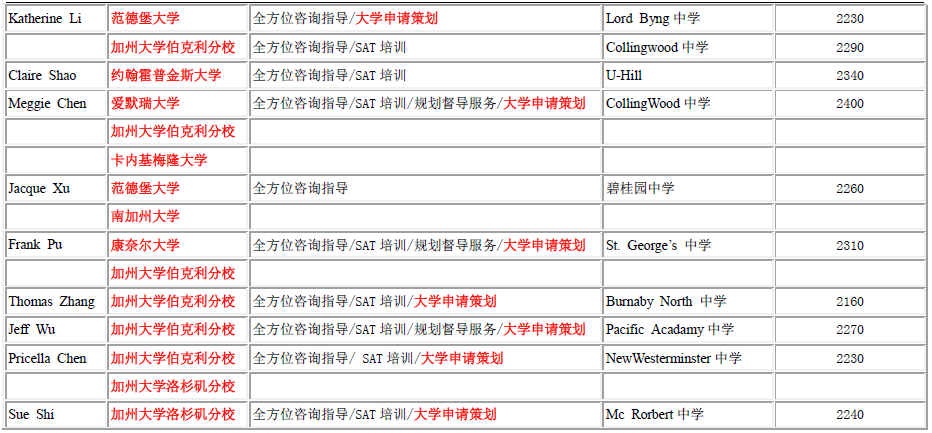 Katherine Li 范德堡大学 全方位咨询指导/大学申请策划 Lord Byng 中学 2230
加州大学伯克利分校 全方位咨询指导/SAT 培训 Collingwood 中学 2290
Claire Shao 约翰霍普金斯大学 全方位咨询指导/SAT 培训 U-Hill 2340
Meggie Chen 爱默瑞大学 全方位咨询指导/SAT 培训/规划督导服务/大学申请策划 CollingWood 中学 2400
加州大学伯克利分校
卡内基梅隆大学
Jacque Xu 范德堡大学 全方位咨询指导 碧桂园中学 2260
南加州大学
Frank Pu 康奈尔大学 全方位咨询指导/SAT 培训/规划督导服务/大学申请策划 St. George’s 中学 2310
加州大学伯克利分校
Thomas Zhang 加州大学伯克利分校 全方位咨询指导/SAT 培训/大学申请策划 Burnaby North 中学 2160
Jeff Wu 加州大学伯克利分校 全方位咨询指导/SAT 培训/规划督导服务/大学申请策划 Pacific Acadamy 中学 2270
Pricella Chen 加州大学伯克利分校 全方位咨询指导/ SAT 培训/大学申请策划 NewWesterminster 中学 2230
加州大学洛杉矶分校
Sue Shi 加州大学洛杉矶分校 全方位咨询指导/SAT 培训/大学申请策划 Mc Rorbert 中学 2240